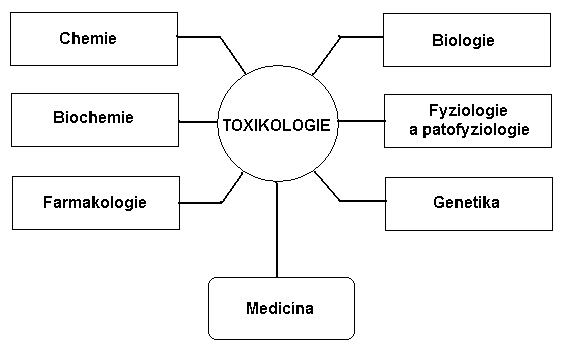 Chemie
Biologie
Biochemie
TOXIKOLOGIE
Fyziologie
a patofyziologie
Farmakologie
Genetika
Medicina